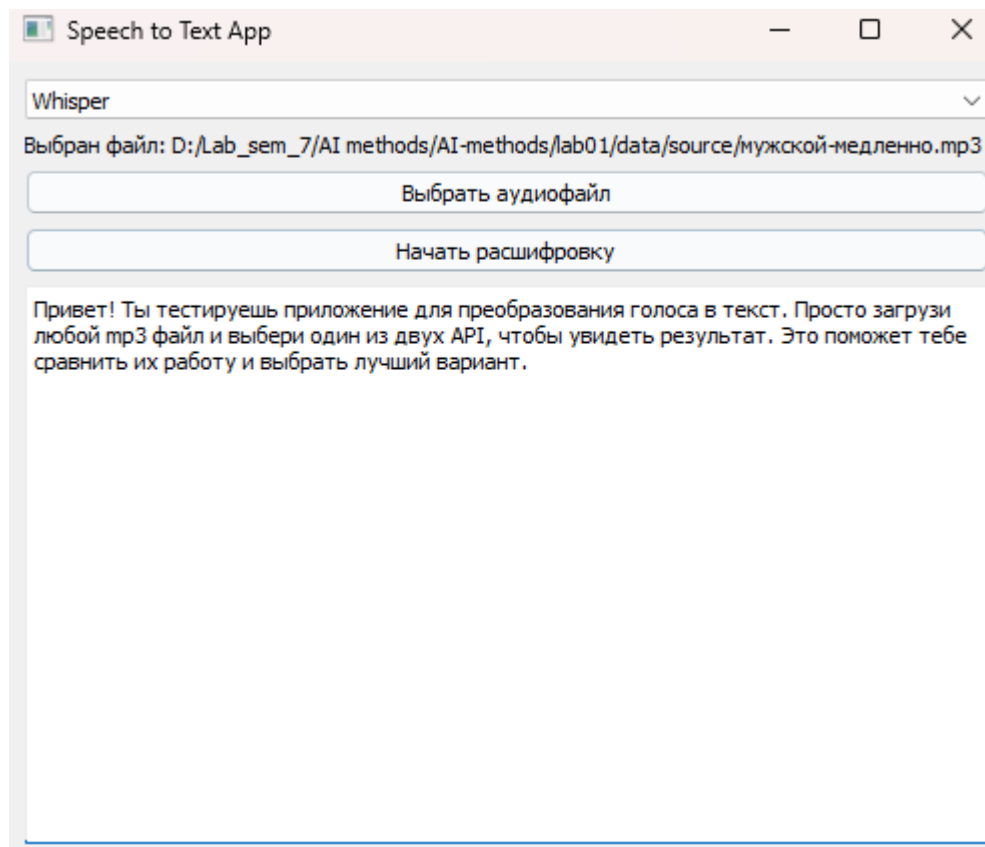 Speech to Text App
Whisper
Выбран файл: D:/Lab_sem_7/AI methods/AI-methods/lab01/data/source/мужской-медленно.mp3
Выбрать аудиофайл
Начать расшифровку
Привет! Ты тестируешь приложение для преобразования голоса в текст. Просто загрузи
любой mp3 файл и выбери один из двух API, чтобы увидеть результат. Это поможет тебе
сравнить их работу и выбрать лучший вариант.